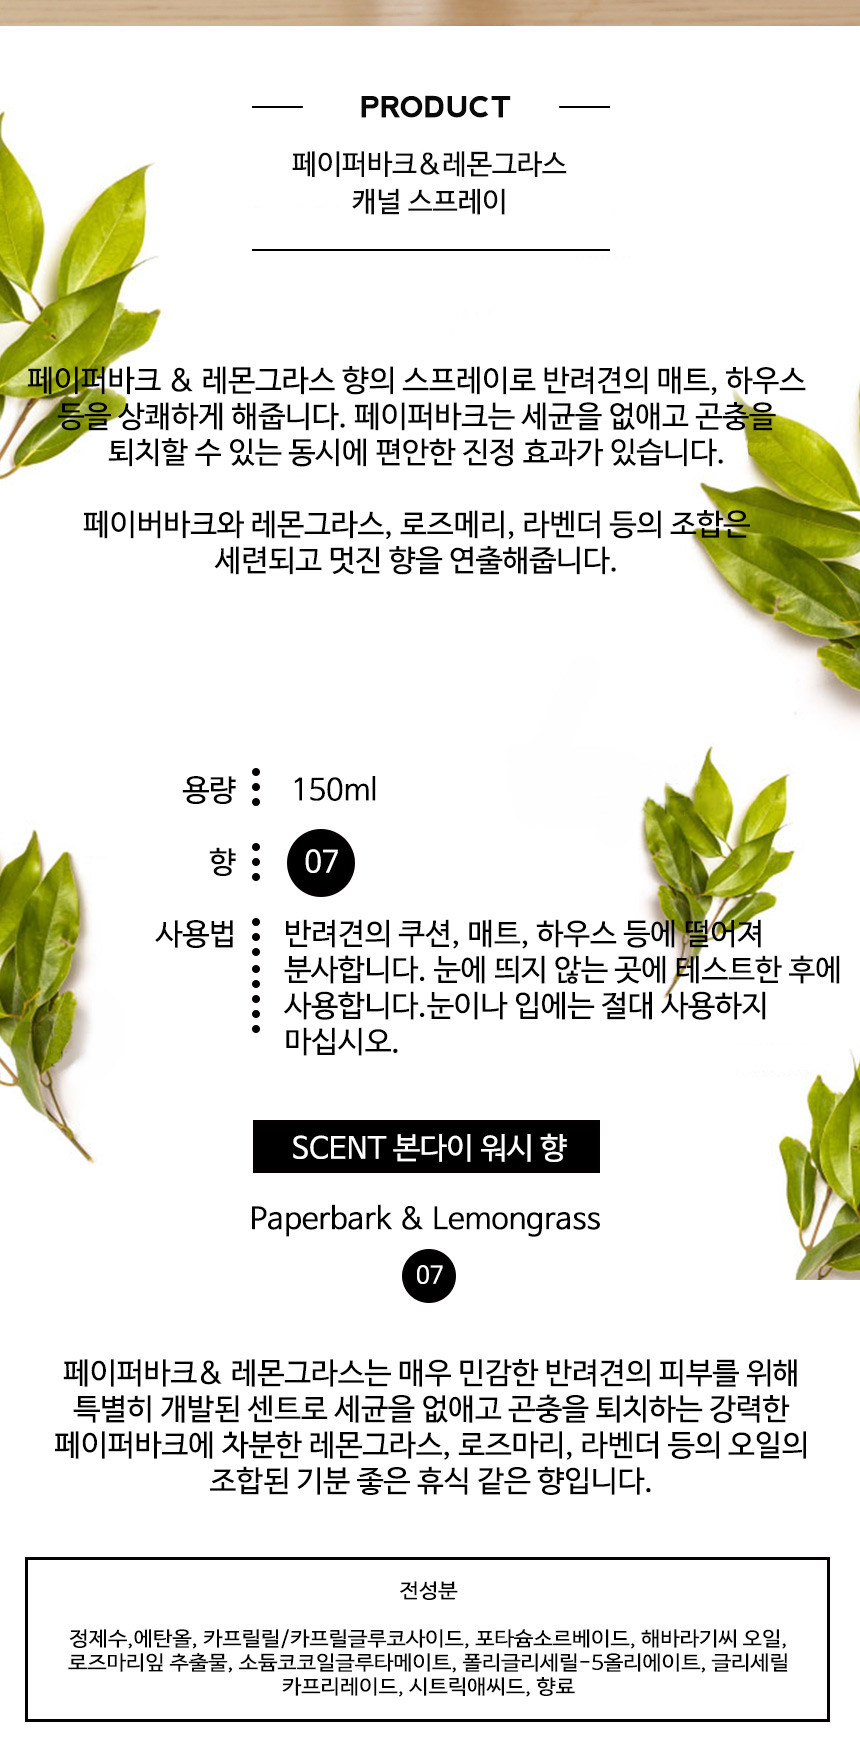 PRODUCT
페이퍼바크&레몬그라스
캐널 스프레이
페이퍼바크 & 레몬그라스 향의 스프레이로 반려견의 매트, 하우스
등을 상쾌하게 해줍니다. 페이퍼바크는 세균을 없애고 곤충을
퇴치할 수 있는 동시에 편안한 진정 효과가 있습니다.
페이버바크와 레몬그라스, 로즈메리, 라벤더 등의 조합은
세련되고 멋진 향을 연출해줍니다.
용량 150ml
향 07
사용법 반려견의 쿠션, 매트, 하우스 등에 떨어져
분사합니다. 눈에 띄지 않는 곳에 테스트한 후에
사용합니다.눈이나 입에는 절대 사용하지
마십시오.
SCENT 본다이 워시 향
Paperbark & Lemongrass
07
페이퍼바크& 레몬그라스는 매우 민감한 반려견의 피부를 위해
특별히 개발된 센트로 세균을 없애고 곤충을 퇴치하는 강력한
페이퍼바크에 차분한 레몬그라스, 로즈마리, 라벤더 등의 오일의
조합된 기분 좋은 휴식 같은 향입니다.
전성분
정제수,에탄올, 카프릴릴/카프릴글루코사이드, 포타슘소르베이드, 해바라기씨 오일,
로즈마리잎 추출물, 소듐코코일글루타메이트, 폴리글리세릴-5올리에이트, 글리세릴
카프리레이드, 시트릭애씨드, 향료